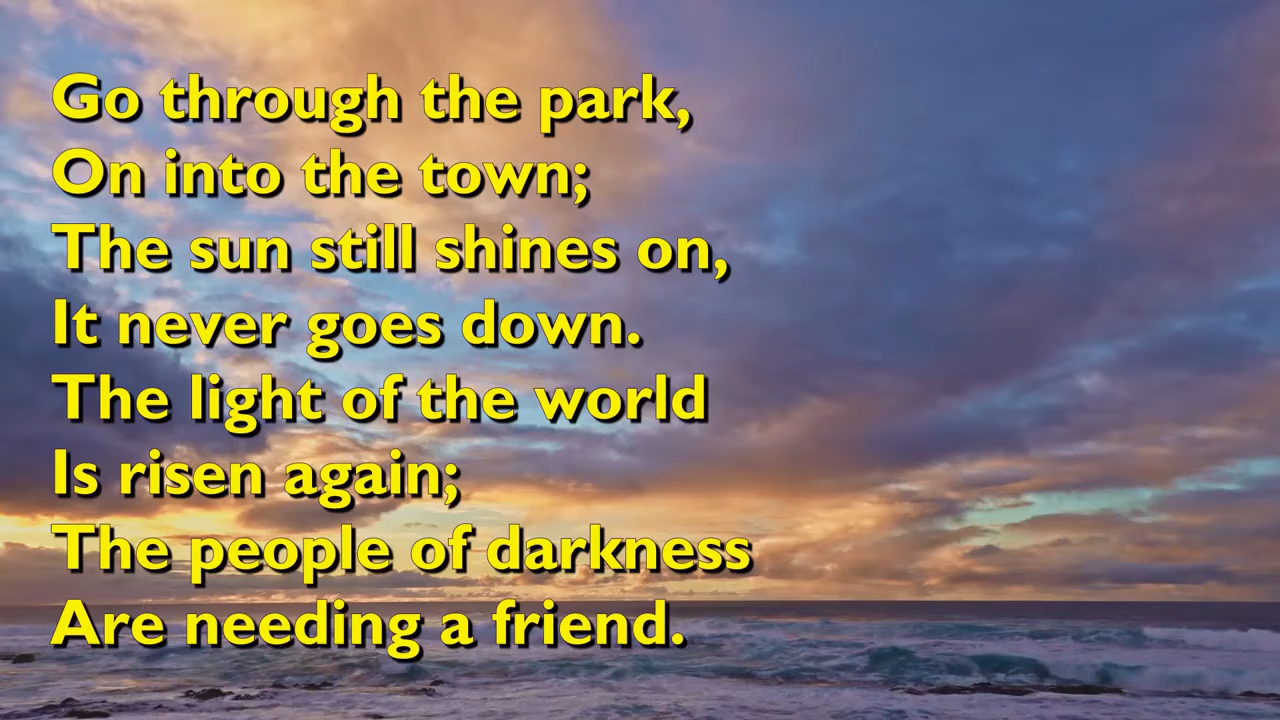 Go through the park,
On into the town;
The sun still shines on,
It never goes down.
The light of the world
Is risen again;
The people of darkness
Are needing a friend.